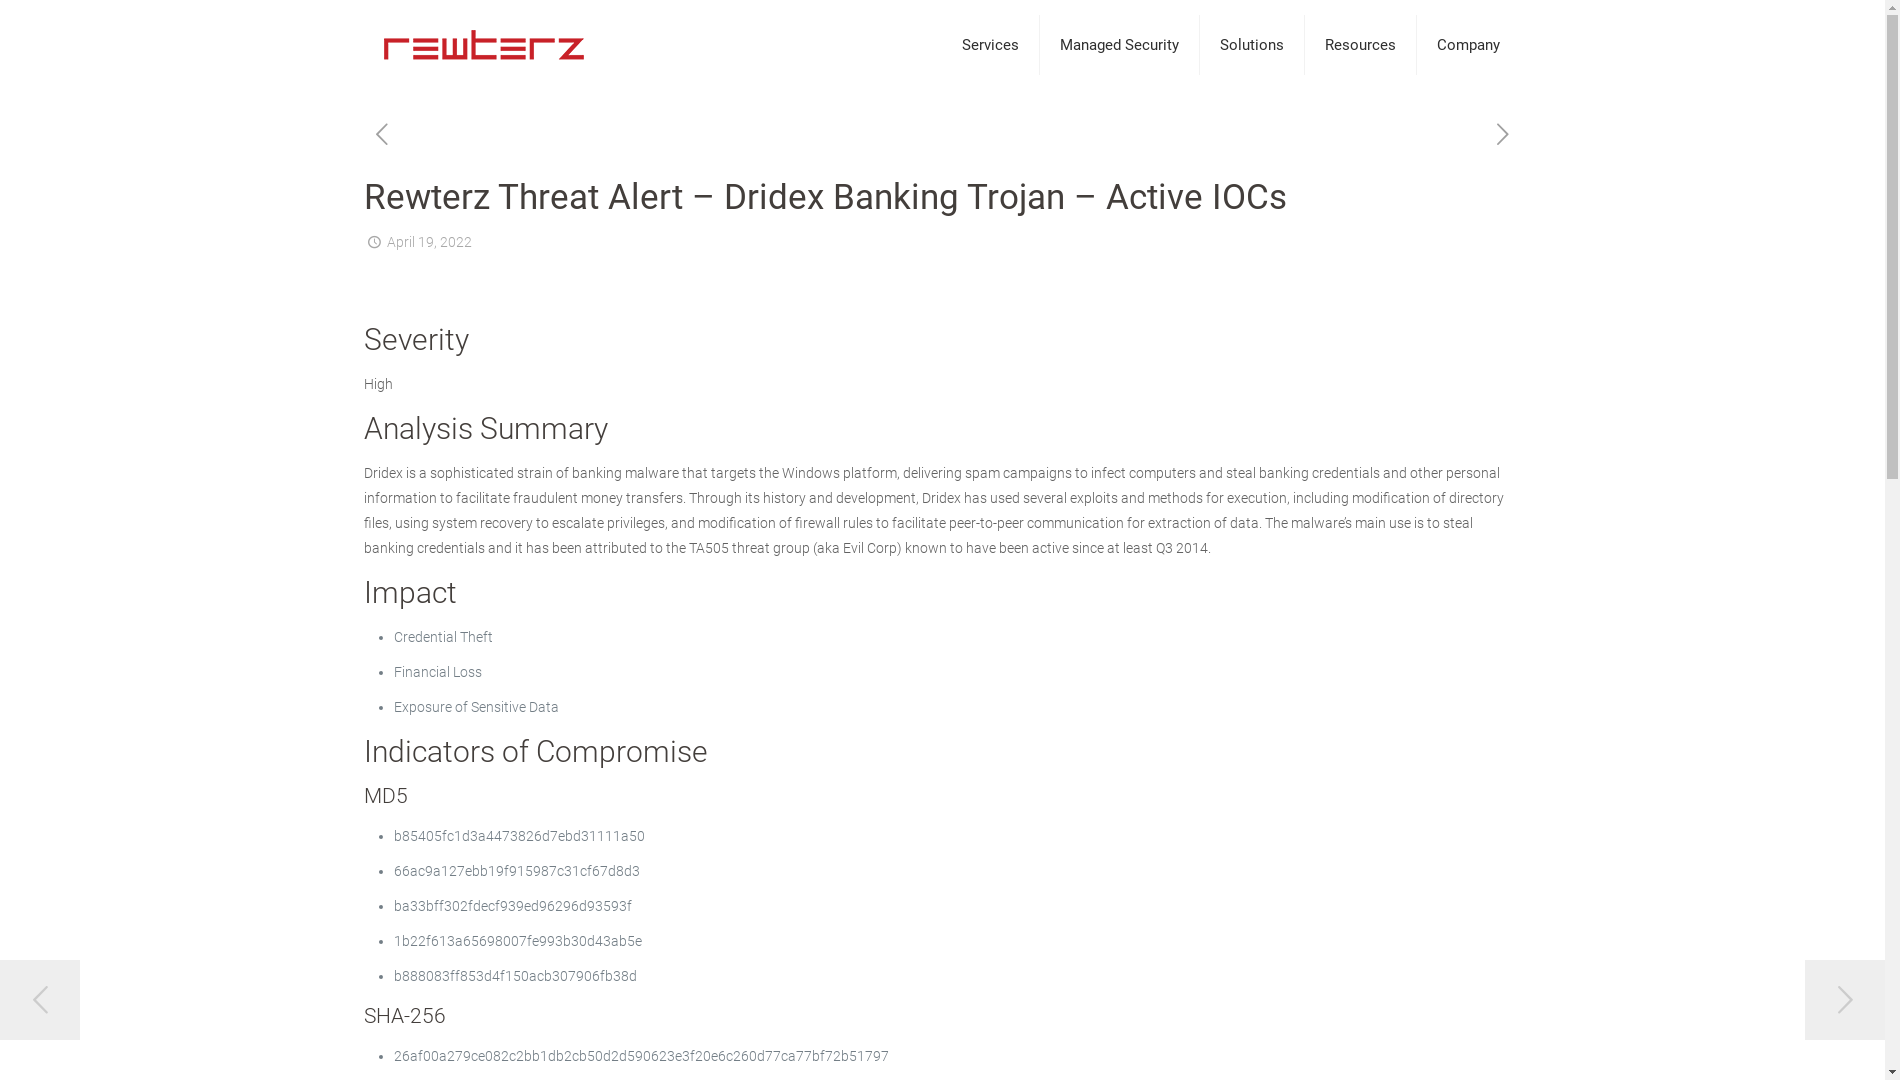 rewterz
Services
Managed Security
Solutions
Resources
Company
Rewterz Threat Alert – Dridex Banking Trojan – Active IOCs
April 19, 2022
Severity
High
Analysis Summary
Dridex is a sophisticated strain of banking malware that targets the Windows platform, delivering spam campaigns to infect computers and steal banking credentials and other personal
information to facilitate fraudulent money transfers. Through its history and development, Dridex has used several exploits and methods for execution, including modification of directory
files, using system recovery to escalate privileges, and modification of firewall rules to facilitate peer-to-peer communication for extraction of data. The malware’s main use is to steal
banking credentials and it has been attributed to the TA505 threat group (aka Evil Corp) known to have been active since at least Q3 2014.
Impact
Credential Theft
Financial Loss
Exposure of Sensitive Data
Indicators of Compromise
MD5
b85405fc1d3a4473826d7ebd31111a50
66ac9a127ebb19f915987c31cf67d8d3
ba33bff302fdecf939ed96296d93593f
1b22f613a65698007fe993b30d43ab5e
b888083ff853d4f150acb307906fb38d
SHA-256
26af00a279ce082c2bb1db2cb50d2d590623e3f20e6c260d77ca77bf72b51797